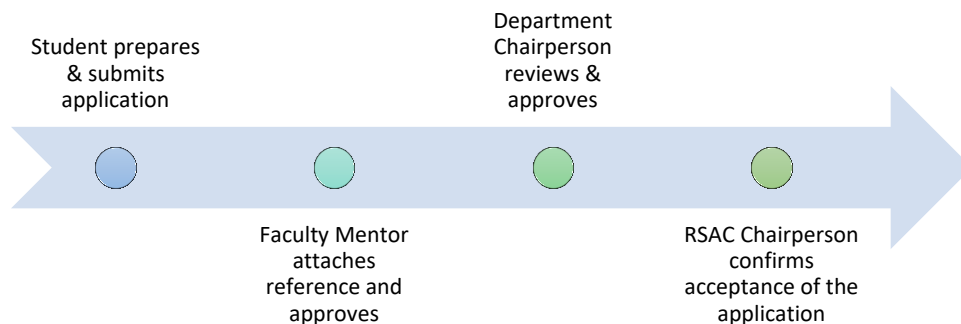 Student prepares
& submits
application
Faculty Mentor
attaches
reference and
approves
Department
Chairperson
reviews &
approves
RSAC Chairperson
confirms
acceptance of the
application